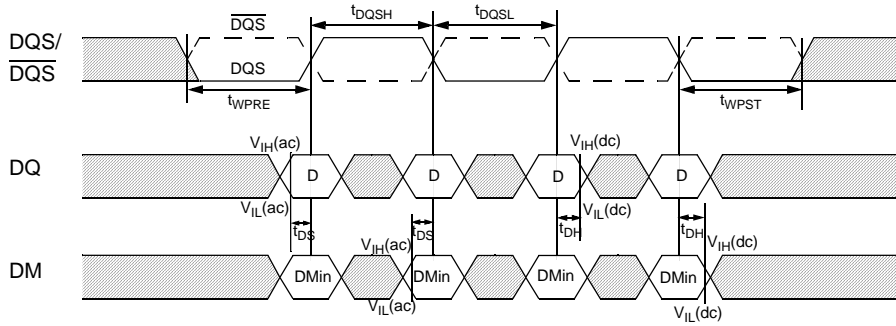 DQS
tDQSH
tDQSL
DQS/
DQS
DQS
tWPRE
tWPST
VIH(ac)
VIH(dc)
DQ
D
D
D
D
VIL(ac)
VIL(dc)
tDS
tDS
tDH
tDH
VIH(ac)
VIH(dc)
DM
DMin
DMin
DMin
DMin
VIL(ac)
VIL(dc)